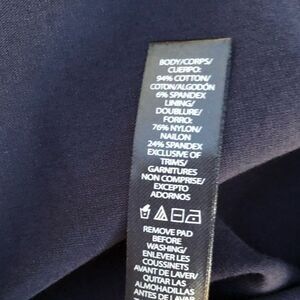 BODY/CORPS/
CUERPO:
94% COTTON/
COTON/ALGODÓN
6% SPANDEX
LINING/
DOUBLURE/
FORRO:
76% NYLON/
NAILON
24% SPANDEX
EXCLUSIVE OF
TRIMS/
GARNITURES
NON COMPRISE/
EXCEPTO
ADORNOS
REMOVE PAD
BEFORE
WASHING/
ENLEVER LES
COUSSINETS
AVANT DE LAVER/
QUITAR LAS
ALMOHADILLAS
ANTES DE LAVAR